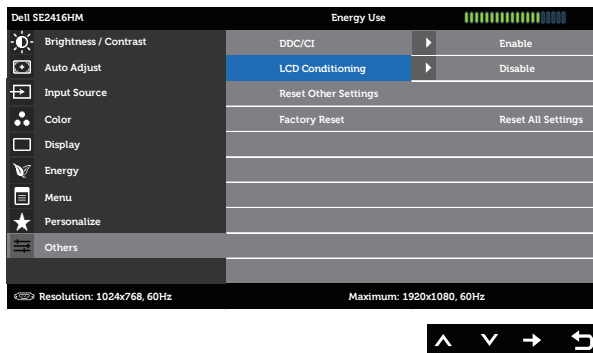 Dell SE2416HM Energy Use
Brightness / Contrast DDC/CI Enable
Auto Adjust LCD Conditioning Disable
Input Source Reset Other Settings
Color Factory Reset Reset All Settings
Display
Energy
Menu
Personalize
Others
Resolution: 1024x768, 60Hz Maximum: 1920x1080, 60Hz